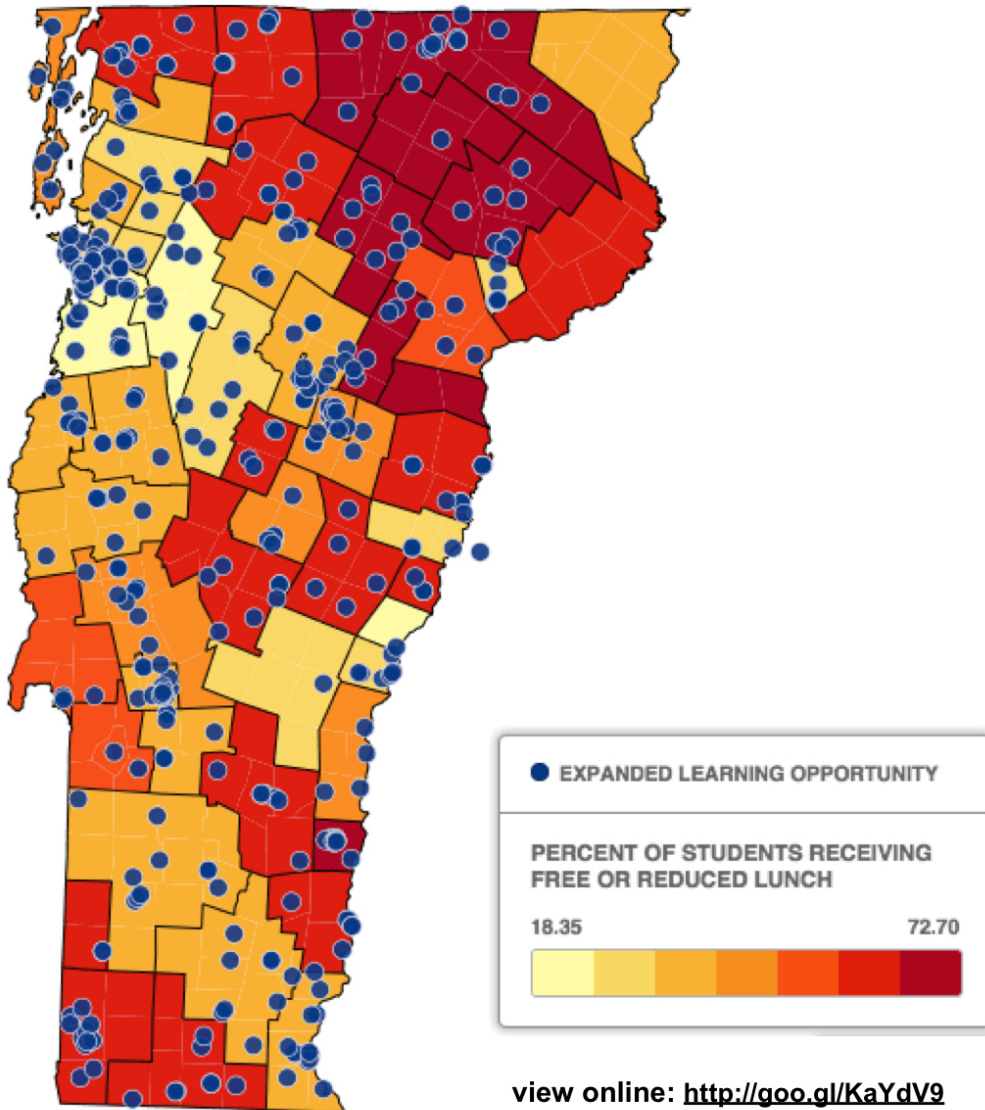 EXPANDED LEARNING OPPORTUNITY
PERCENT OF STUDENTS RECEIVING
FREE OR REDUCED LUNCH
18.35 72.70
view online: http://goo.gl/KaYdV9